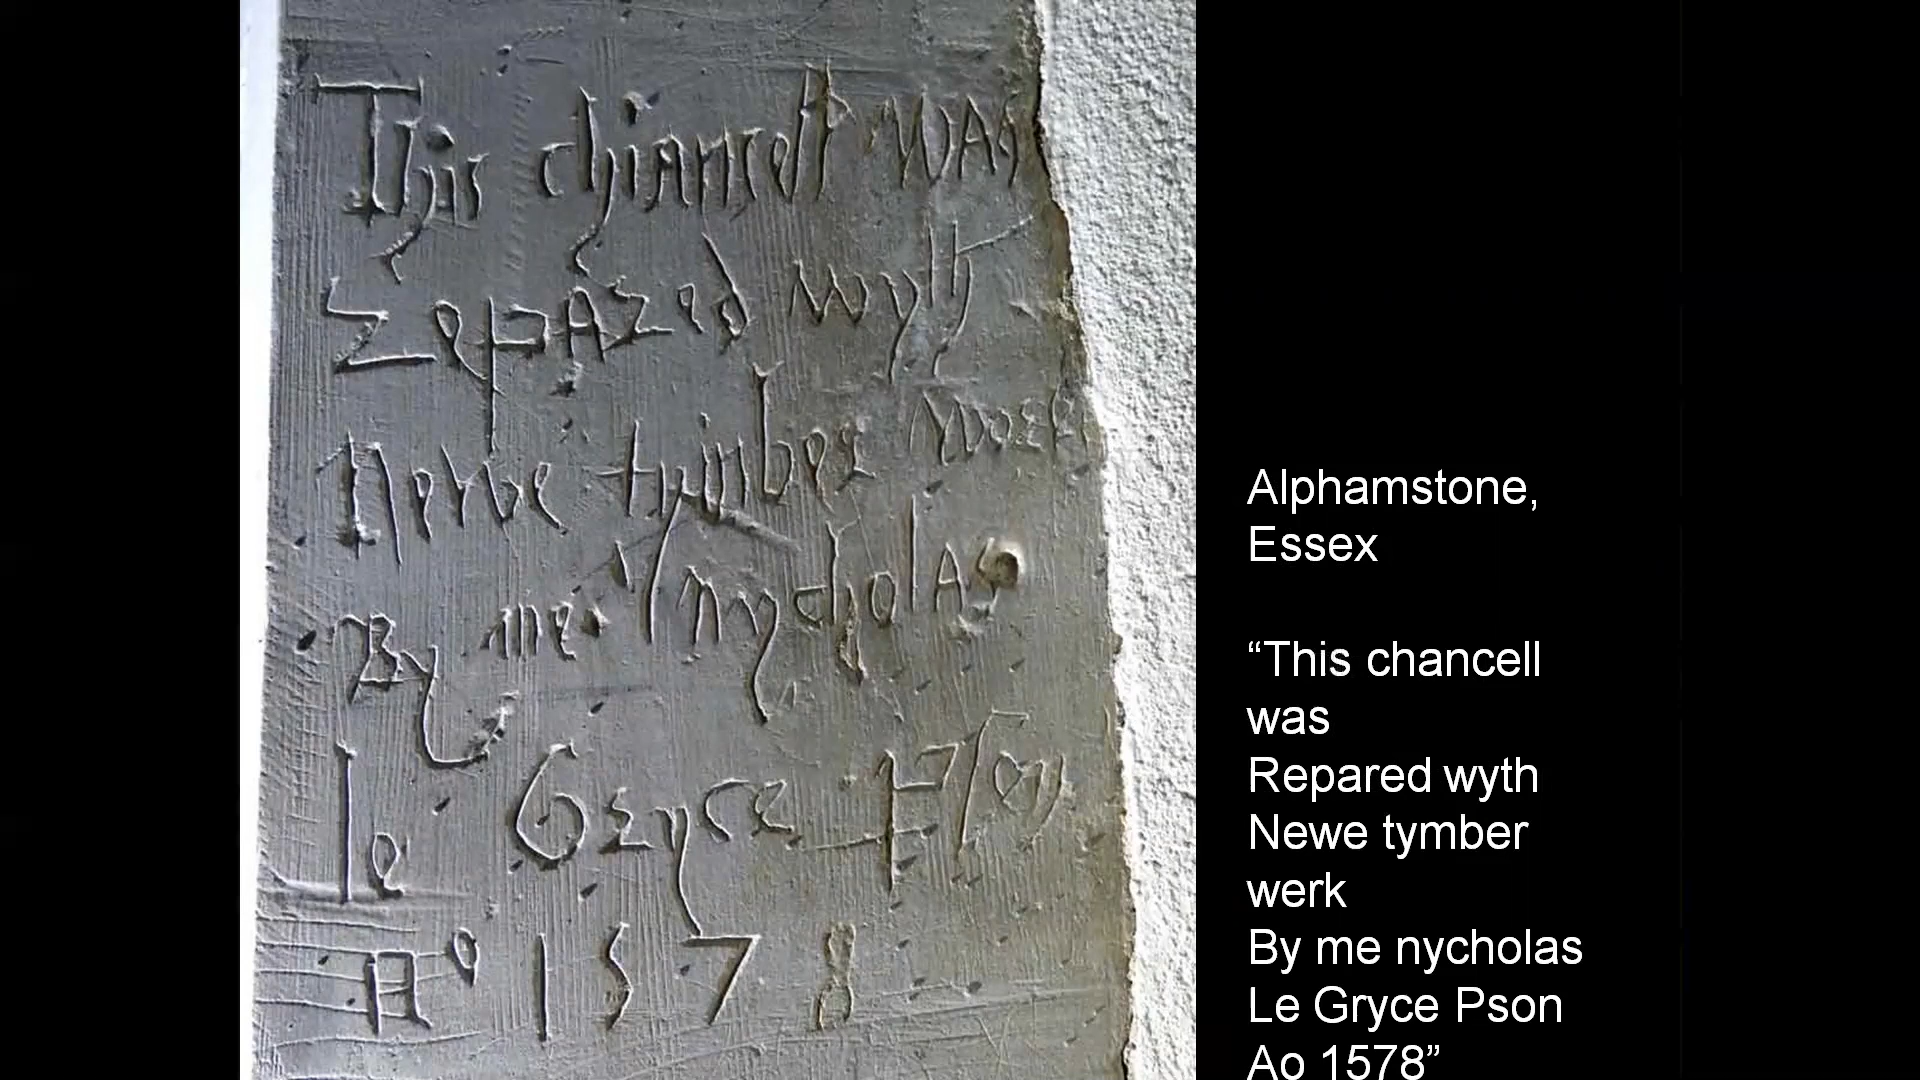 This chancell was
repared wyth
Newe tymber work
By me nycholas
le Gryce pson
Ao 1578
Alphamstone,
Essex
“This chancell
was
Repared wyth
Newe tymber
werk
By me nycholas
Le Gryce Pson
Ao 1578”